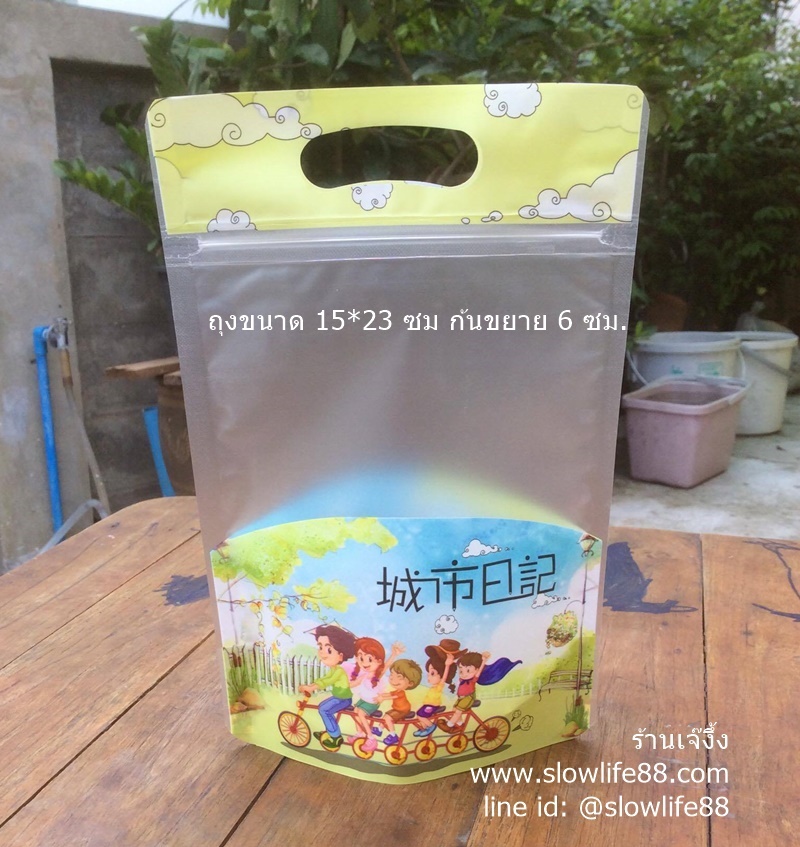 ถุงขนาด 15*23 ซม ก้นขยาย 6 ซม.
城市日記
ร้านเจ๊งี้ง
www.slowlife88.com
line id: @slowlife88